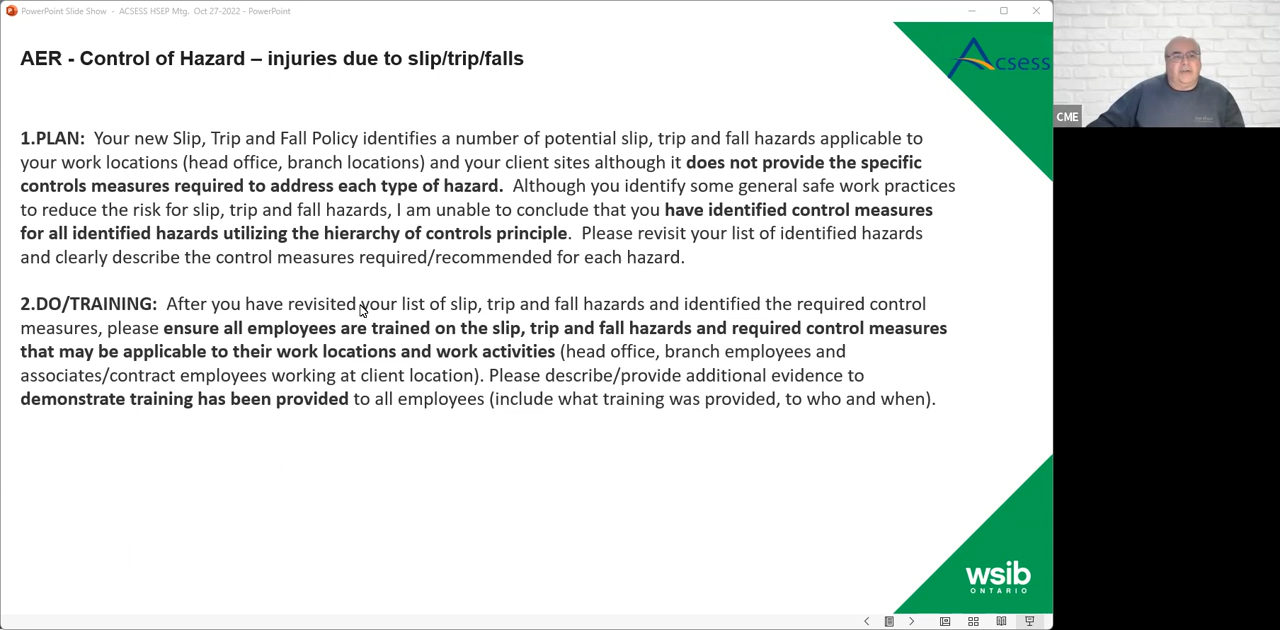 PowerPoint Slide Show - ACSESS HSEP Mtg. Oct 27-2022 - PowerPoint
AER - Control of Hazard – injuries due to slip/trip/falls
Acsess
CME
1.PLAN: Your new Slip, Trip and Fall Policy identifies a number of potential slip, trip and fall hazards applicable to
your work locations (head office, branch locations) and your client sites although it does not provide the specific
controls measures required to address each type of hazard. Although you identify some general safe work practices
to reduce the risk for slip, trip and fall hazards, I am unable to conclude that you have identified control measures
for all identified hazards utilizing the hierarchy of controls principle. Please revisit your list of identified hazards
and clearly describe the control measures required/recommended for each hazard.
2.DO/TRAINING: After you have revisited your list of slip, trip and fall hazards and identified the required control
measures, please ensure all employees are trained on the slip, trip and fall hazards and required control measures
that may be applicable to their work locations and work activities (head office, branch employees and
associates/contract employees working at client location). Please describe/provide additional evidence to
demonstrate training has been provided to all employees (include what training was provided, to who and when).
wsib
ONTARIO